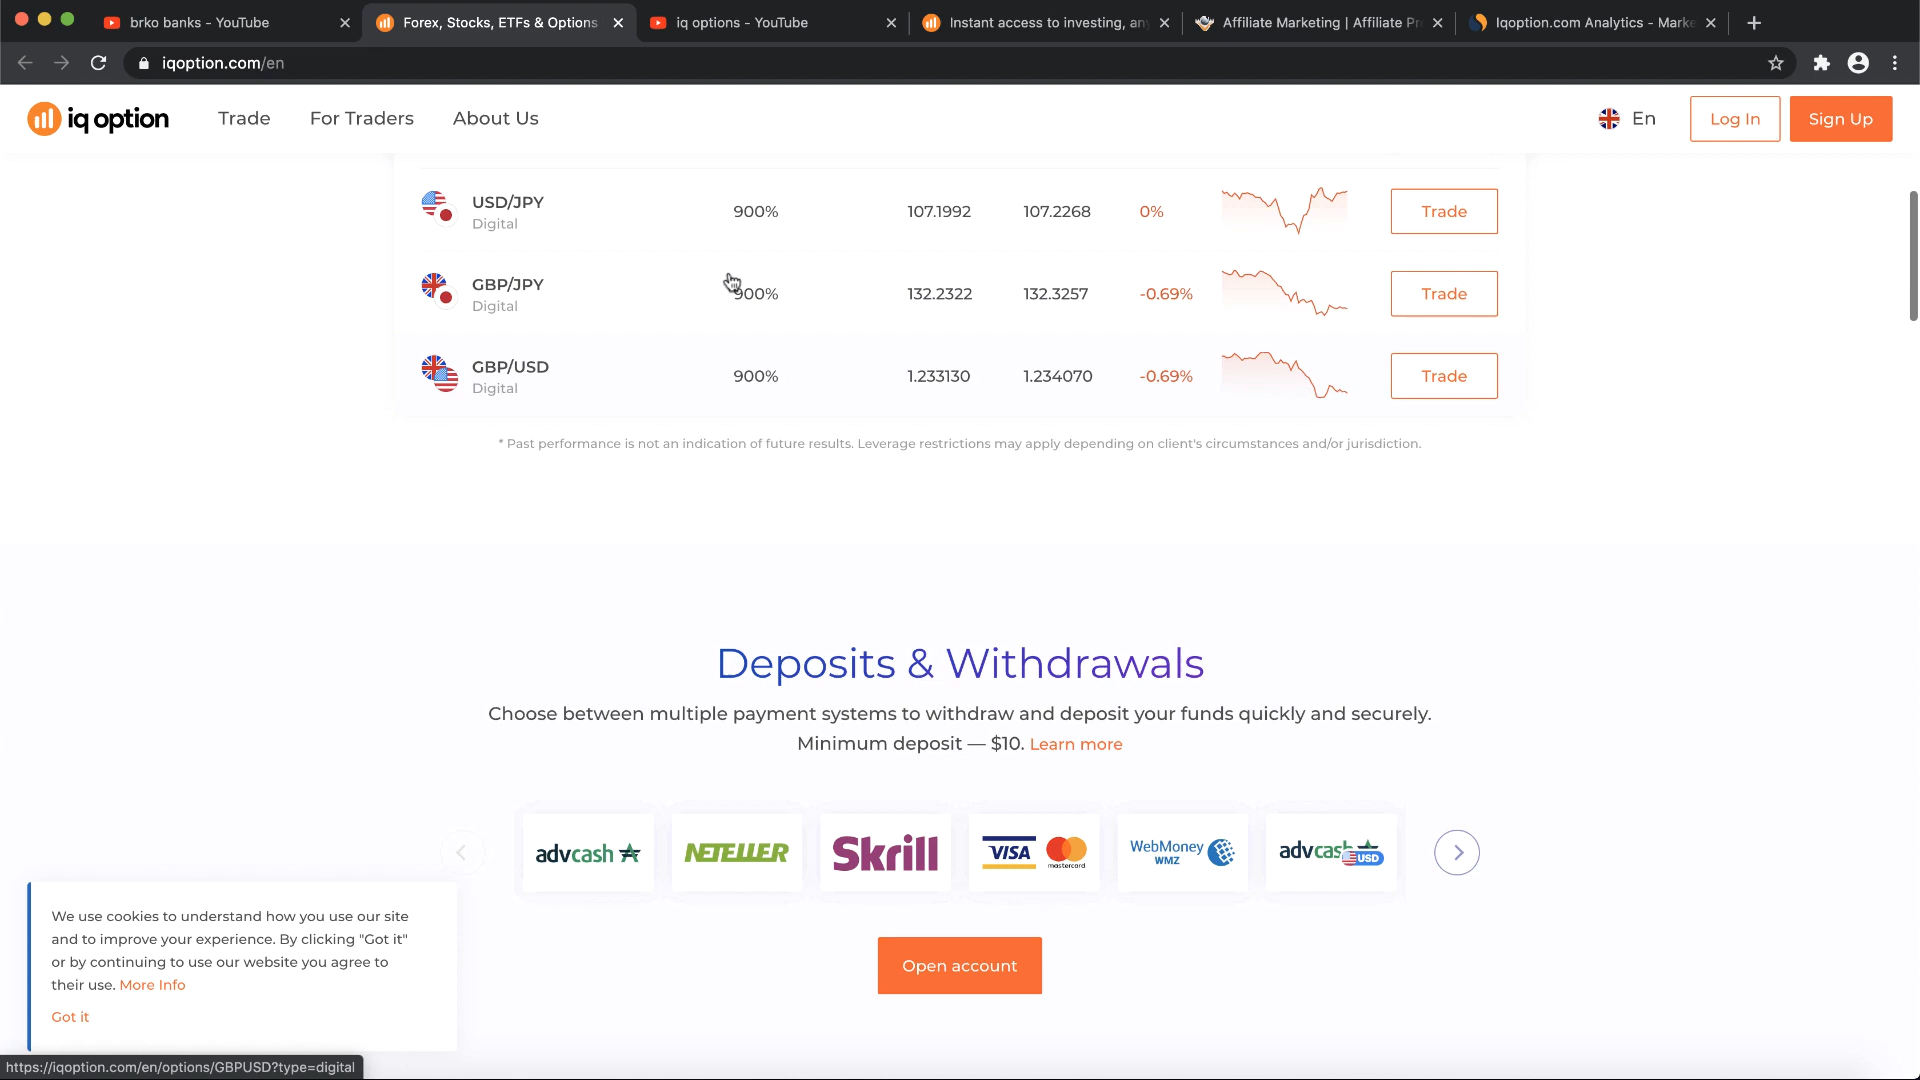 brko banks - YouTube
Forex, Stocks, ETFs & Options
iq options - YouTube
Instant access to investing, an
Affiliate Marketing | Affiliate Pr
Iqoption.com Analytics - Marke
iqoption.com/en
iq option
Trade
For Traders
About Us
En
Log In
Sign Up
USD/JPY
Digital
900%
107.1992
107.2268
0%
Trade
GBP/JPY
Digital
900%
132.2322
132.3257
-0.69%
Trade
GBP/USD
Digital
900%
1.233130
1.234070
-0.69%
Trade
* Past performance is not an indication of future results. Leverage restrictions may apply depending on client's circumstances and/or jurisdiction.
Deposits & Withdrawals
Choose between multiple payment systems to withdraw and deposit your funds quickly and securely.
Minimum deposit — $10. Learn more
advcash
NETELLER
Skrill
VISA
mastercard
WebMoney
WMZ
advcash
USD
Open account
We use cookies to understand how you use our site
and to improve your experience. By clicking "Got it"
or by continuing to use our website you agree to
their use. More Info
Got it
https://iqoption.com/en/options/GBPUSD?type=digital